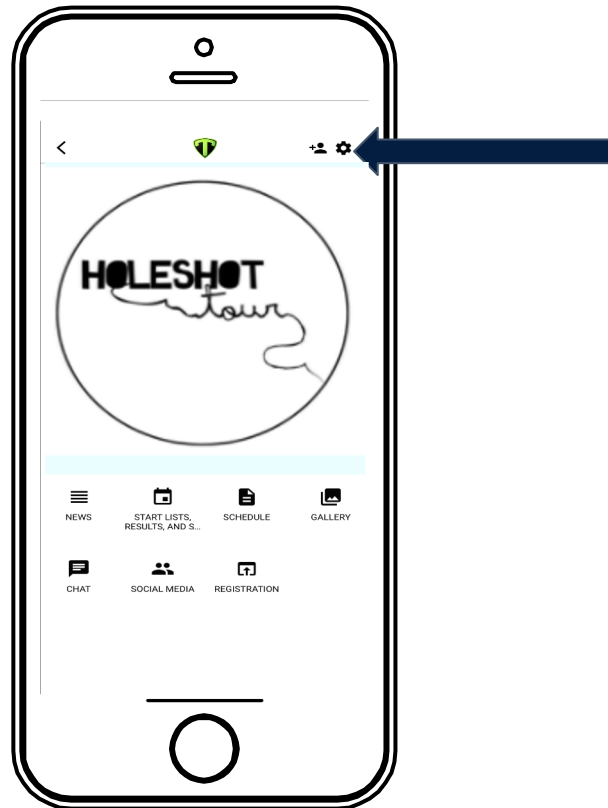 HOLESHOT
tour
NEWS
START LISTS,
RESULTS, AND S...
SCHEDULE
GALLERY
CHAT
SOCIAL MEDIA
REGISTRATION